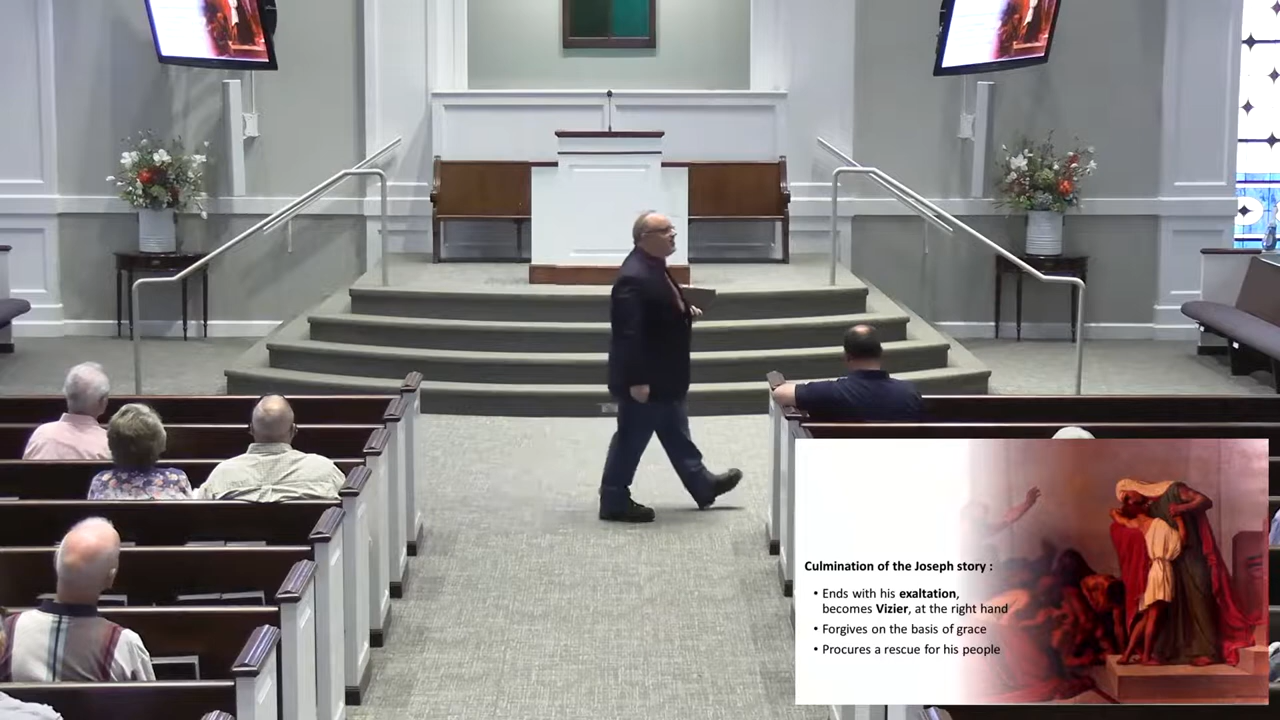 Culmination of the Joseph story :
• Ends with his exaltation,
becomes Vizier, at the right hand
• Forgives on the basis of grace
• Procures a rescue for his people